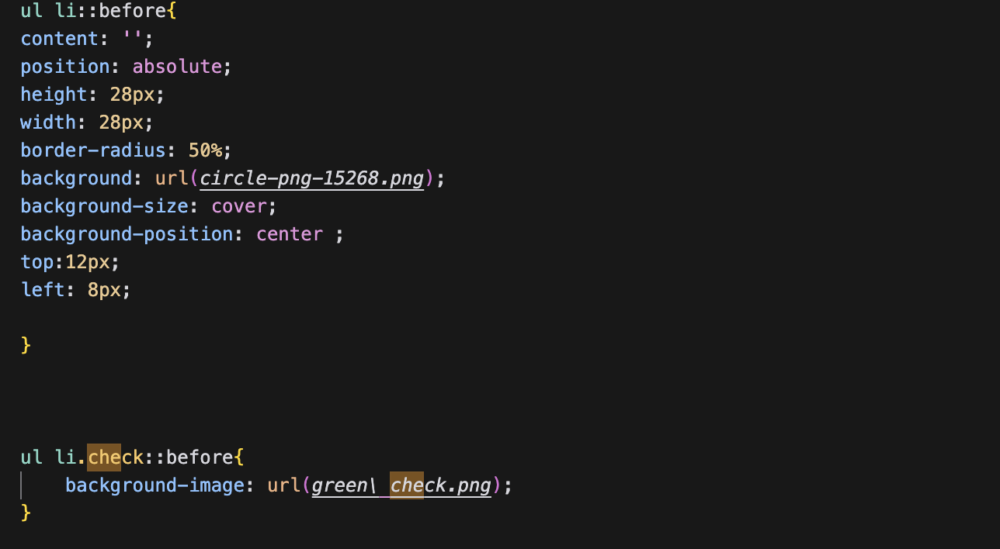 ul li::before{
content: '';
position: absolute;
height: 28px;
width: 28px;
border-radius: 50%;
background: url(circle-png-15268.png);
background-size: cover;
background-position: center ;
top:12px;
left: 8px;
}
ul li.check::before{
background-image: url(green\ check.png);
}